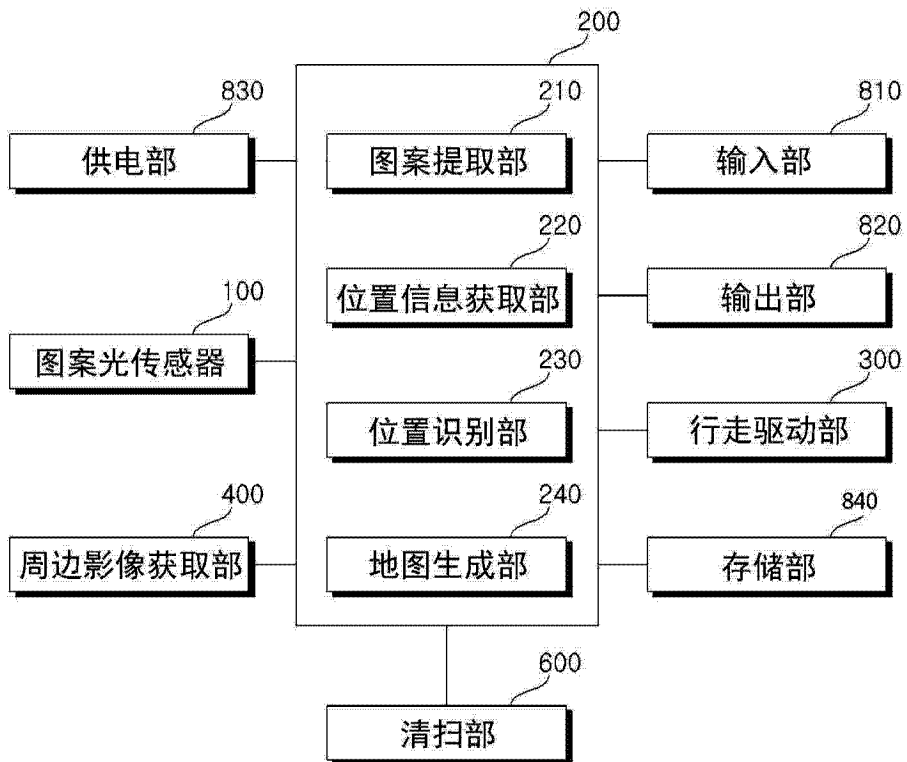 200
830
210
810
供电部
图案提取部
输入部
220
820
位置信息获取部
输出部
100
图案光传感器
230
300
位置识别部
行走驱动部
400
240
840
周边影像获取部
地图生成部
存储部
600
清扫部